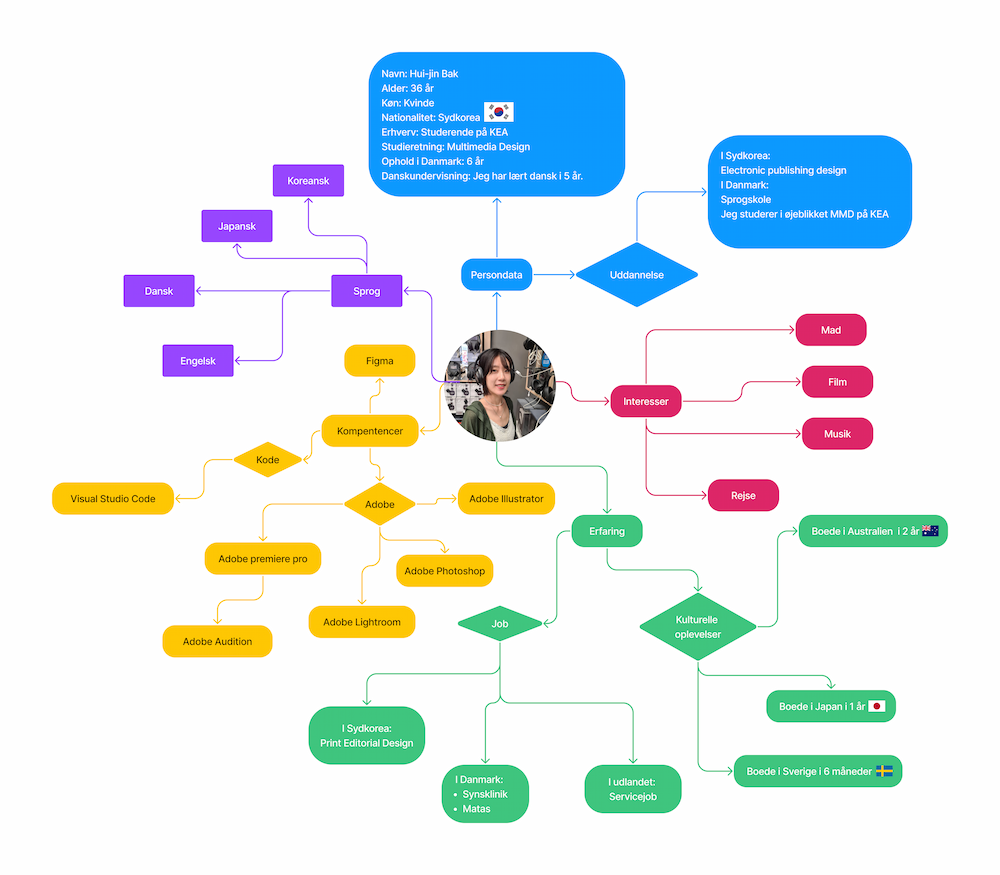 Navn: Hui-jin Bak
Alder: 36 år
Køn: Kvinde
Nationalitet: Sydkorea
Erhverv: Studerende på KEA
Studieretning: Multimedia Design
Ophold i Danmark: 6 år
Danskundervisning: Jeg har lært dansk i 5 år.
I Sydkorea:
Electronic publishing design
I Danmark:
Sprogskole
Jeg studerer i øjeblikket MMD på KEA
Persondata
Uddannelse
Koreansk
Japansk
Dansk
Sprog
Engelsk
Figma
Kompentencer
Kode
Visual Studio Code
Adobe
Adobe Illustrator
Adobe premiere pro
Adobe Photoshop
Adobe Lightroom
Adobe Audition
Interesser
Mad
Film
Musik
Rejse
Erfaring
Boede i Australien i 2 år
Job
Kulturelle
oplevelser
Boede i Japan i 1 år
Boede i Sverige i 6 måneder
I Sydkorea:
Print Editorial Design
I Danmark:
• Synsklinik
• Matas
I udlandet:
Servicejob